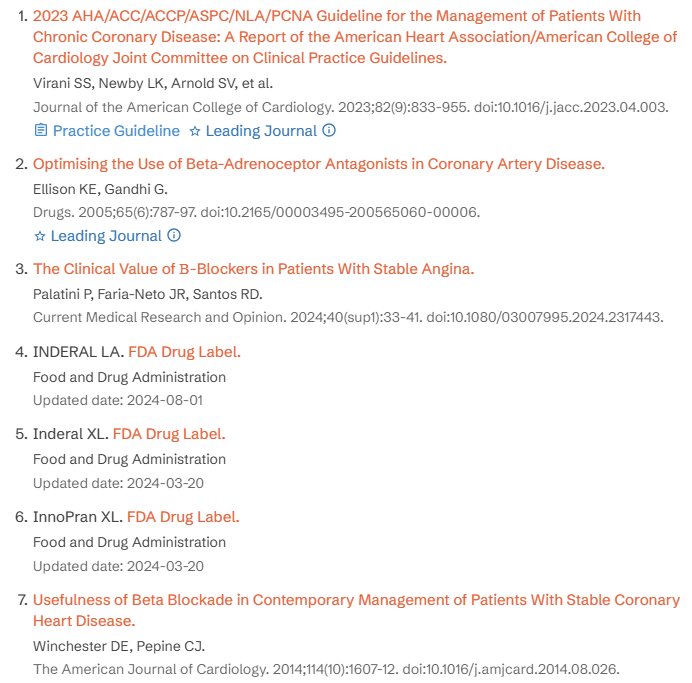 1. 2023 AHA/ACC/ACCP/ASPC/NLA/PCNA Guideline for the Management of Patients With
Chronic Coronary Disease: A Report of the American Heart Association/American College of
Cardiology Joint Committee on Clinical Practice Guidelines.
Virani SS, Newby LK, Arnold SV, et al.
Journal of the American College of Cardiology. 2023;82(9):833-955. doi:10.1016/j.jacc.2023.04.003.
Practice Guideline Leading Journal
2. Optimising the Use of Beta-Adrenoceptor Antagonists in Coronary Artery Disease.
Ellison KE, Gandhi G.
Drugs. 2005;65(6):787-97. doi:10.2165/00003495-200565060-00006.
Leading Journal
3. The Clinical Value of Β-Blockers in Patients With Stable Angina.
Palatini P, Faria-Neto JR, Santos RD.
Current Medical Research and Opinion. 2024;40(sup1):33-41. doi:10.1080/03007995.2024.2317443.
4. INDERAL LA. FDA Drug Label.
Food and Drug Administration
Updated date: 2024-08-01
5. Inderal XL. FDA Drug Label.
Food and Drug Administration
Updated date: 2024-03-20
6. InnoPran XL. FDA Drug Label.
Food and Drug Administration
Updated date: 2024-03-20
7. Usefulness of Beta Blockade in Contemporary Management of Patients With Stable Coronary
Heart Disease.
Winchester DE, Pepine CJ.
The American Journal of Cardiology. 2014;114(10):1607-12. doi:10.1016/j.amjcard.2014.08.026.